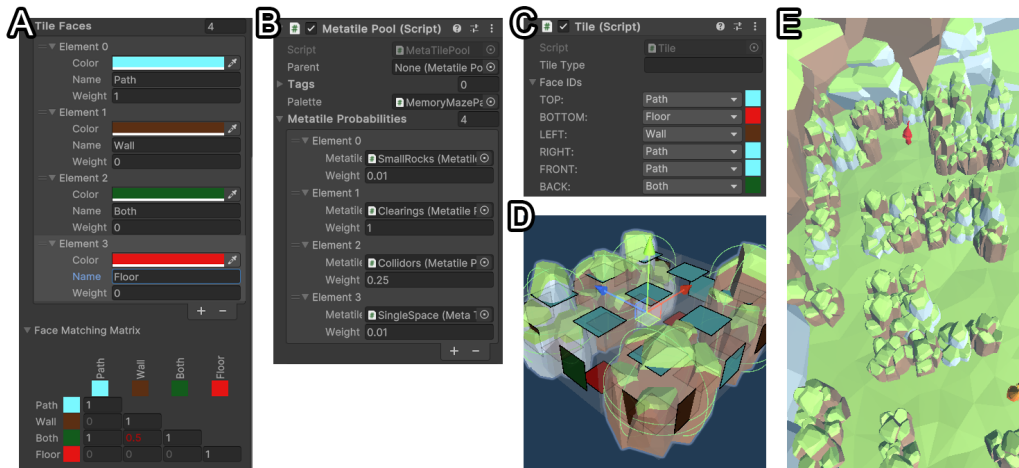 A
Tile Faces 4
Element 0
Color
Name Path
Weight 1
Element 1
Color
Name Wall
Weight 0
Element 2
Color
Name Both
Weight 0
Element 3
Color
Name Floor
Weight 0
+ −
Face Matching Matrix
Path Wall Both Floor
Path 1
Wall 0 1
Both 1 0.5 1
Floor 0 0 0 1
B
# Metatile Pool (Script)
Script MetaTilePool
Parent None (Metatile Po
Tags 0
Palette MemoryMazePa
Metatile Probabilities 4
Element 0
Metatile SmallRocks (Metatile
Weight 0.01
Element 1
Metatile Clearings (Metatile P
Weight 1
Element 2
Metatile Collidors (Metatile P
Weight 0.25
Element 3
Metatile SingleSpace (Meta T
Weight 0.01
+ −
C
# Tile (Script)
Script Tile
Tile Type
Face IDs
TOP: Path
BOTTOM: Floor
LEFT: Wall
RIGHT: Path
FRONT: Path
BACK: Both
D
E